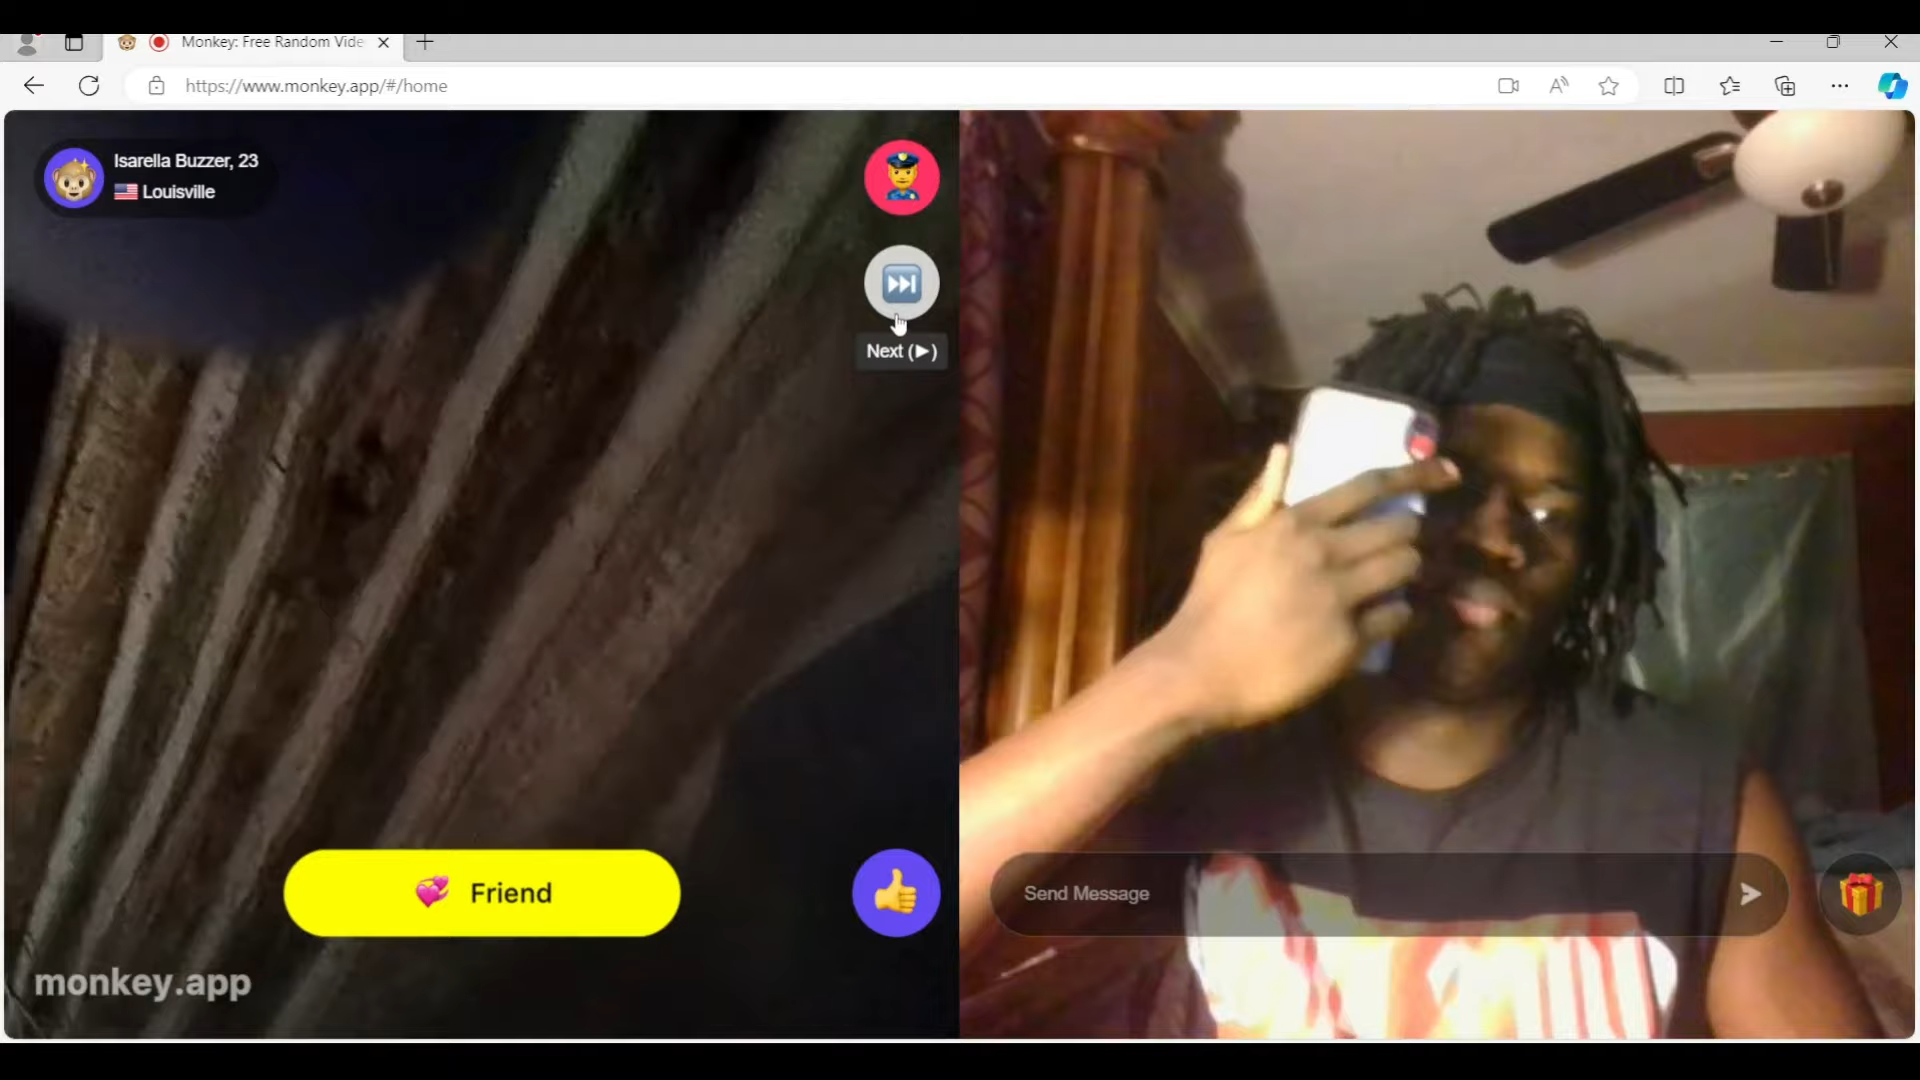 Monkey: Free Random Vide
https://www.monkey.app/#/home
Isarella Buzzer, 23
Louisville
Next (▶)
Friend
Send Message
monkey.app